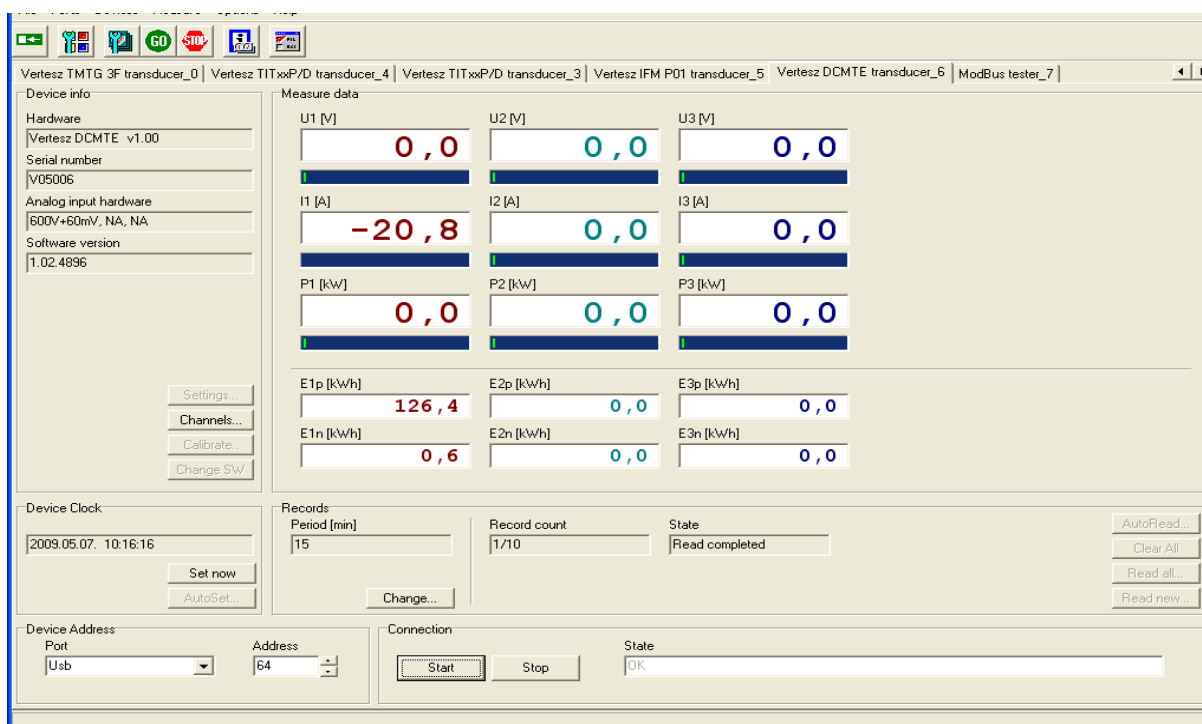 GO STOP
Vertesz TMTG 3F transducer_0 Vertesz TITxxP/D transducer_4 Vertesz TITxxP/D transducer_3 Vertesz IFM P01 transducer_5 Vertesz DCMTE transducer_6 ModBus tester_7
Device info
Hardware
Vertesz DCMTE v1.00
Serial number
V05006
Analog input hardware
600V+60mV, NA, NA
Software version
1.02.4896
Settings...
Channels...
Calibrate..
Change SW
Measure data
U1 [V] U2 [V] U3 [V]
0,0 0,0 0,0
I1 [A] I2 [A] I3 [A]
-20,8 0,0 0,0
P1 [kW] P2 [kW] P3 [kW]
0,0 0,0 0,0
E1p [kWh] E2p [kWh] E3p [kWh]
126,4 0,0 0,0
E1n [kWh] E2n [kWh] E3n [kWh]
0,6 0,0 0,0
Device Clock
2009.05.07. 10:16:16
Set now
AutoSet...
Records
Period [min] Record count State
15 1/10 Read completed
Change...
AutoRead...
Clear All
Read all...
Read new...
Device Address
Port Address
Usb 64
Connection
State
Start Stop OK